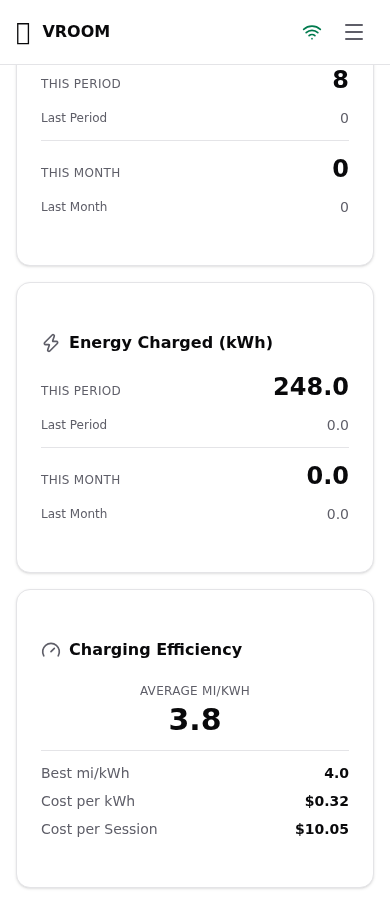 VROOM
THIS PERIOD 8
Last Period 0
THIS MONTH 0
Last Month 0
Energy Charged (kWh)
THIS PERIOD 248.0
Last Period 0.0
THIS MONTH 0.0
Last Month 0.0
Charging Efficiency
AVERAGE MI/KWH
3.8
Best mi/kWh 4.0
Cost per kWh $0.32
Cost per Session $10.05